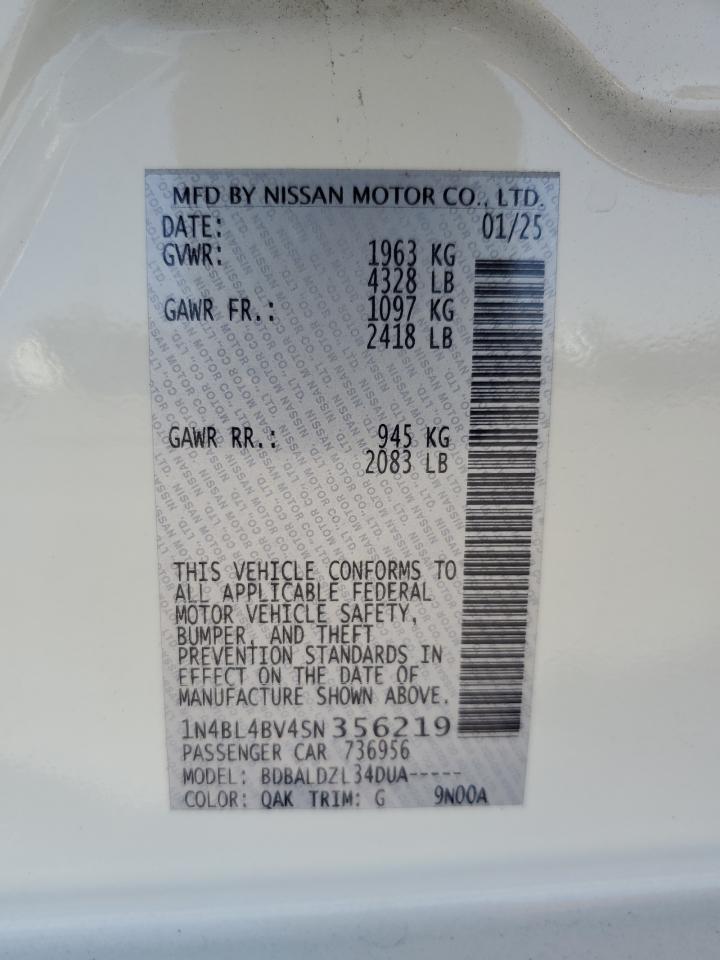 MFD BY NISSAN MOTOR CO., LTD.
DATE: 01/25
GVWR: 1963 KG
4328 LB
GAWR FR.: 1097 KG
2418 LB
GAWR RR.: 945 KG
2083 LB
THIS VEHICLE CONFORMS TO
ALL APPLICABLE FEDERAL
MOTOR VEHICLE SAFETY,
BUMPER, AND THEFT
PREVENTION STANDARDS IN
EFFECT ON THE DATE OF
MANUFACTURE SHOWN ABOVE.
1N4BL4BV4SN356219
PASSENGER CAR 736956
MODEL: BDBALDZL34DUA-----
COLOR: QAK TRIM: G 9N00A